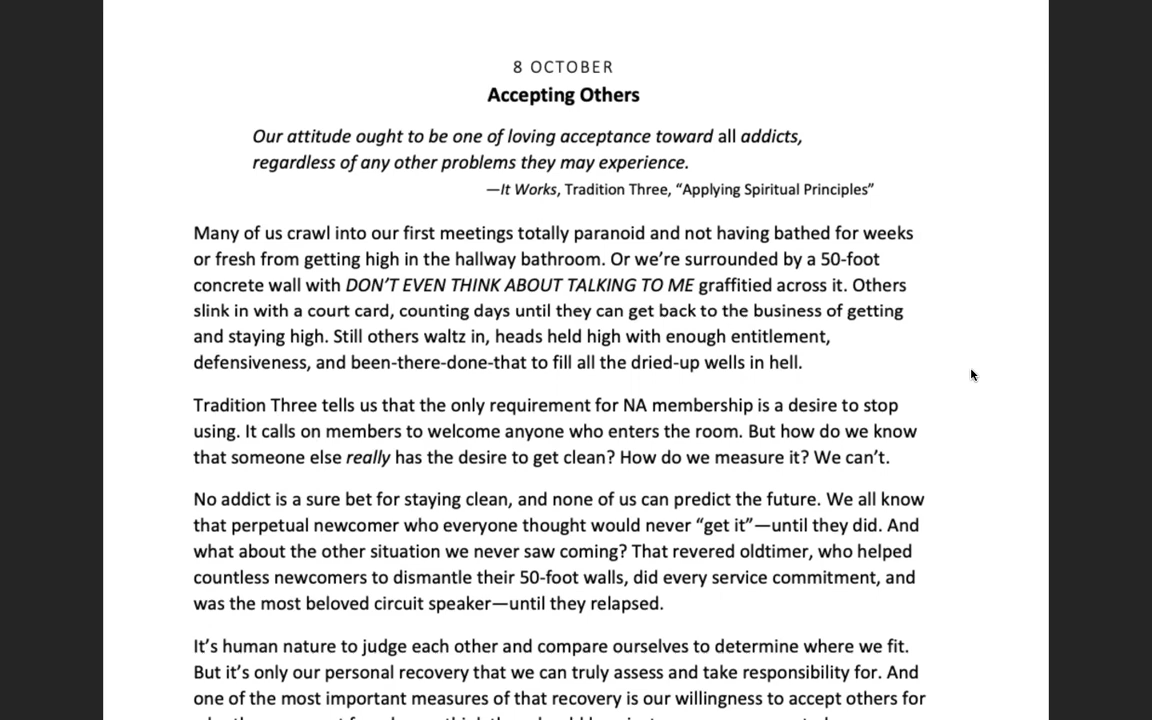 8 OCTOBER
Accepting Others
Our attitude ought to be one of loving acceptance toward all addicts,
regardless of any other problems they may experience.
—It Works, Tradition Three, “Applying Spiritual Principles”
Many of us crawl into our first meetings totally paranoid and not having bathed for weeks
or fresh from getting high in the hallway bathroom. Or we’re surrounded by a 50-foot
concrete wall with DON’T EVEN THINK ABOUT TALKING TO ME graffitied across it. Others
slink in with a court card, counting days until they can get back to the business of getting
and staying high. Still others waltz in, heads held high with enough entitlement,
defensiveness, and been-there-done-that to fill all the dried-up wells in hell.
Tradition Three tells us that the only requirement for NA membership is a desire to stop
using. It calls on members to welcome anyone who enters the room. But how do we know
that someone else really has the desire to get clean? How do we measure it? We can’t.
No addict is a sure bet for staying clean, and none of us can predict the future. We all know
that perpetual newcomer who everyone thought would never “get it”—until they did. And
what about the other situation we never saw coming? That revered oldtimer, who helped
countless newcomers to dismantle their 50-foot walls, did every service commitment, and
was the most beloved circuit speaker—until they relapsed.
It’s human nature to judge each other and compare ourselves to determine where we fit.
But it’s only our personal recovery that we can truly assess and take responsibility for. And
one of the most important measures of that recovery is our willingness to accept others for